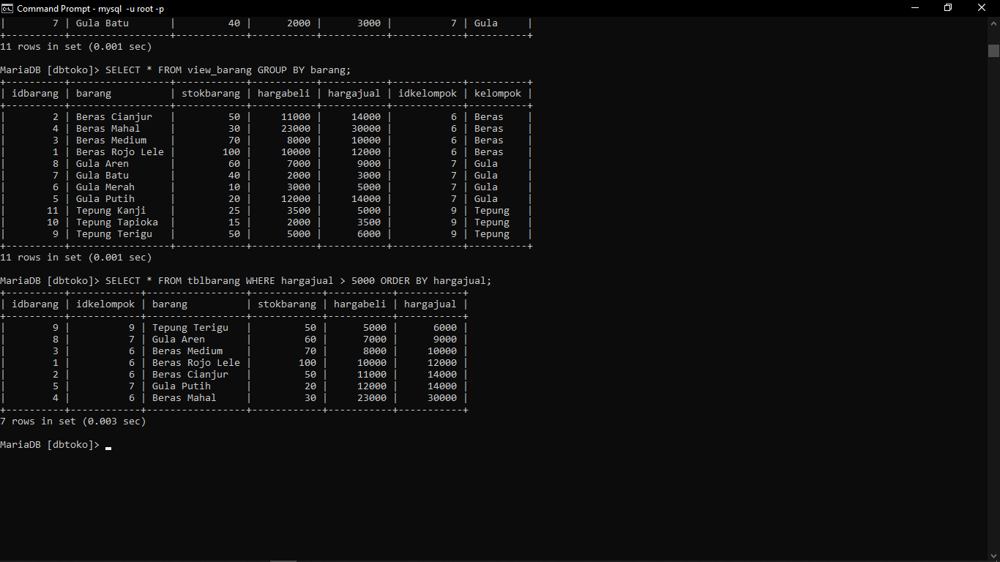 Command Prompt - mysql -u root -p
|        7 | Gula Batu       |         40 |      2000 |      3000 |          7 | Gula     |
+----------+-----------------+------------+-----------+-----------+------------+----------+
11 rows in set (0.001 sec)
MariaDB [dbtoko]> SELECT * FROM view_barang GROUP BY barang;
+----------+-----------------+------------+-----------+-----------+------------+----------+
| idbarang | barang          | stokbarang | hargabeli | hargajual | idkelompok | kelompok |
+----------+-----------------+------------+-----------+-----------+------------+----------+
|        2 | Beras Cianjur   |         50 |     11000 |     14000 |          6 | Beras    |
|        4 | Beras Mahal     |         30 |     23000 |     30000 |          6 | Beras    |
|        3 | Beras Medium    |         70 |      8000 |     10000 |          6 | Beras    |
|        1 | Beras Rojo Lele |        100 |     10000 |     12000 |          6 | Beras    |
|        8 | Gula Aren       |         60 |      7000 |      9000 |          7 | Gula     |
|        7 | Gula Batu       |         40 |      2000 |      3000 |          7 | Gula     |
|        6 | Gula Merah      |         10 |      3000 |      5000 |          7 | Gula     |
|        5 | Gula Putih      |         20 |     12000 |     14000 |          7 | Gula     |
|       11 | Tepung Kanji    |         25 |      3500 |      5000 |          9 | Tepung   |
|       10 | Tepung Tapioka  |         15 |      2000 |      3500 |          9 | Tepung   |
|        9 | Tepung Terigu   |         50 |      5000 |      6000 |          9 | Tepung   |
+----------+-----------------+------------+-----------+-----------+------------+----------+
11 rows in set (0.001 sec)
MariaDB [dbtoko]> SELECT * FROM tblbarang WHERE hargajual > 5000 ORDER BY hargajual;
+----------+------------+-----------------+------------+-----------+-----------+
| idbarang | idkelompok | barang          | stokbarang | hargabeli | hargajual |
+----------+------------+-----------------+------------+-----------+-----------+
|        9 |          9 | Tepung Terigu   |         50 |      5000 |      6000 |
|        8 |          7 | Gula Aren       |         60 |      7000 |      9000 |
|        3 |          6 | Beras Medium    |         70 |      8000 |     10000 |
|        1 |          6 | Beras Rojo Lele |        100 |     10000 |     12000 |
|        2 |          6 | Beras Cianjur   |         50 |     11000 |     14000 |
|        5 |          7 | Gula Putih      |         20 |     12000 |     14000 |
|        4 |          6 | Beras Mahal     |         30 |     23000 |     30000 |
+----------+------------+-----------------+------------+-----------+-----------+
7 rows in set (0.003 sec)
MariaDB [dbtoko]> _